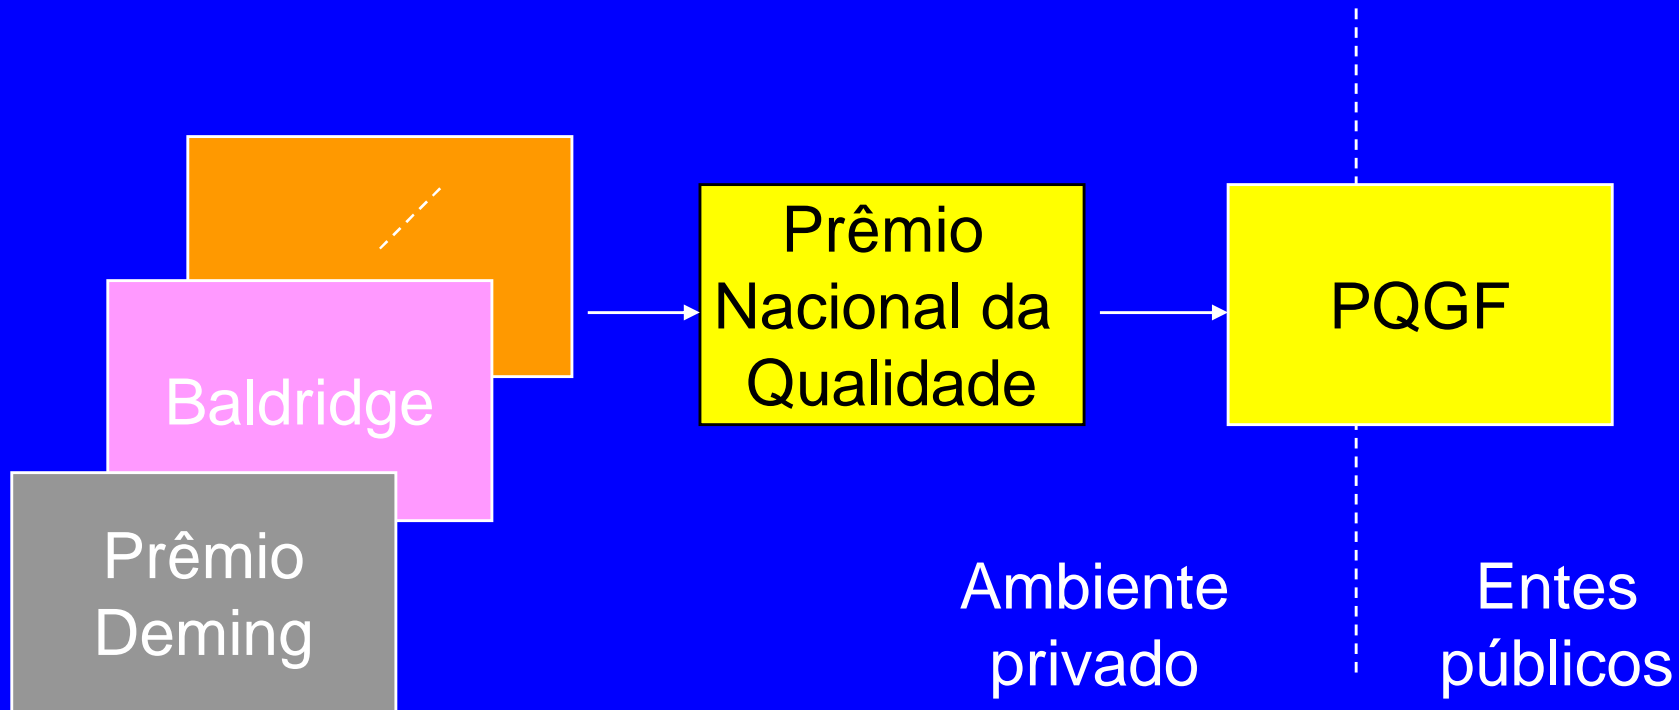 Prêmio
Nacional da
Qualidade
PQGF
Baldridge
Prêmio
Deming
Ambiente
privado
Entes
públicos